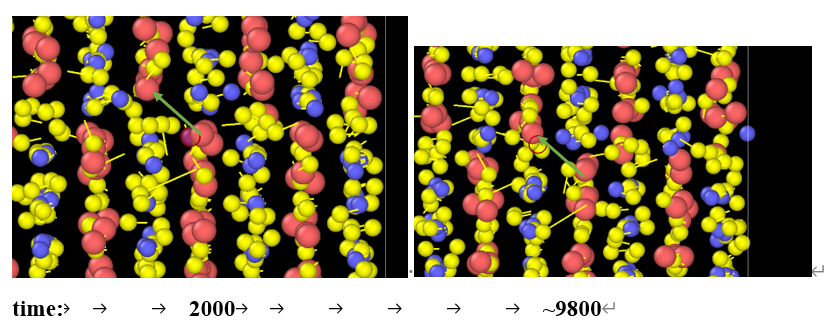 time: → → 2000→ → → → → → ~9800